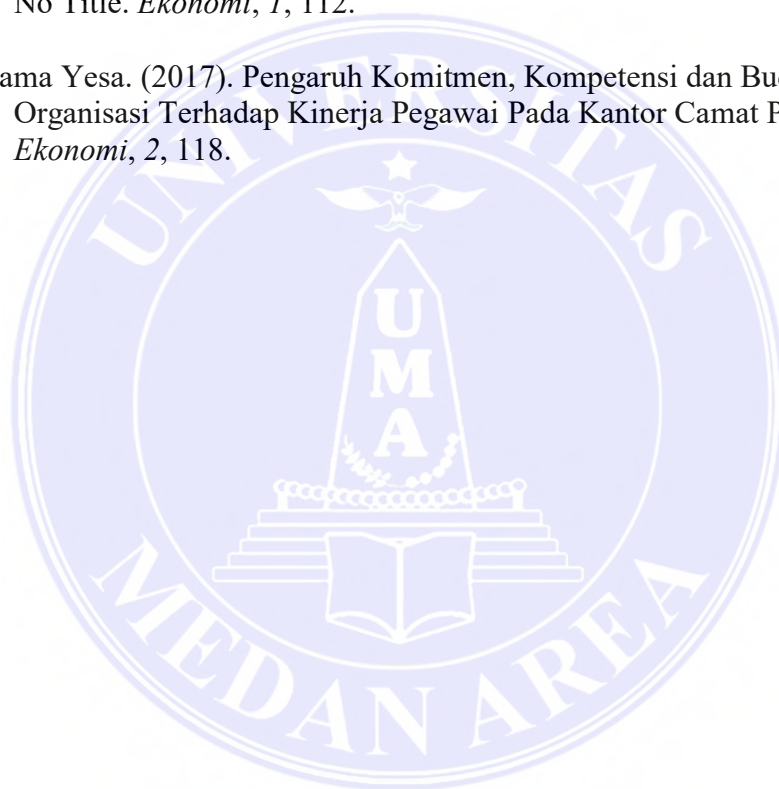 No Title. Ekonomi, 1, 112.
ama Yesa. (2017). Pengaruh Komitmen, Kompetensi dan Bu
Organisasi Terhadap Kinerja Pegawai Pada Kantor Camat P
Ekonomi, 2, 118.
UNIVERSITAS
U
M
A
MEDAN AREA